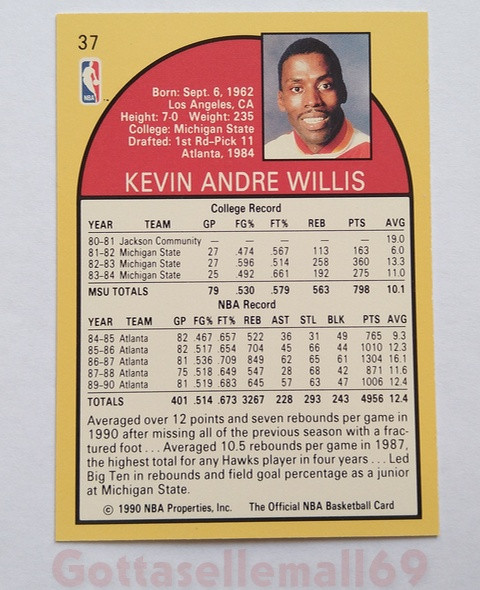 37
NBA
Born: Sept. 6, 1962
Los Angeles, CA
Height: 7-0 Weight: 235
College: Michigan State
Drafted: 1st Rd–Pick 11
Atlanta, 1984
KEVIN ANDRE WILLIS
College Record
YEAR TEAM GP FG% FT% REB PTS AVG
80-81 Jackson Community — — — — — 19.0
81-82 Michigan State 27 .474 .567 113 163 6.0
82-83 Michigan State 27 .596 .514 258 360 13.3
83-84 Michigan State 25 .492 .661 192 275 11.0
MSU TOTALS 79 .530 .579 563 798 10.1
NBA Record
YEAR TEAM GP FG% FT% REB AST STL BLK PTS AVG
84-85 Atlanta 82 .467 .657 522 36 31 49 765 9.3
85-86 Atlanta 82 .517 .654 704 45 66 44 1010 12.3
86-87 Atlanta 81 .536 .709 849 62 65 61 1304 16.1
87-88 Atlanta 75 .518 .649 547 28 68 42 871 11.6
89-90 Atlanta 81 .519 .683 645 57 63 47 1006 12.4
TOTALS 401 .514 .673 3267 228 293 243 4956 12.4
Averaged over 12 points and seven rebounds per game in
1990 after missing all of the previous season with a frac-
tured foot . . . Averaged 10.5 rebounds per game in 1987,
the highest total for any Hawks player in four years . . . Led
Big Ten in rebounds and field goal percentage as a junior
at Michigan State.
© 1990 NBA Properties, Inc. The Official NBA Basketball Card
Gottasellemall69